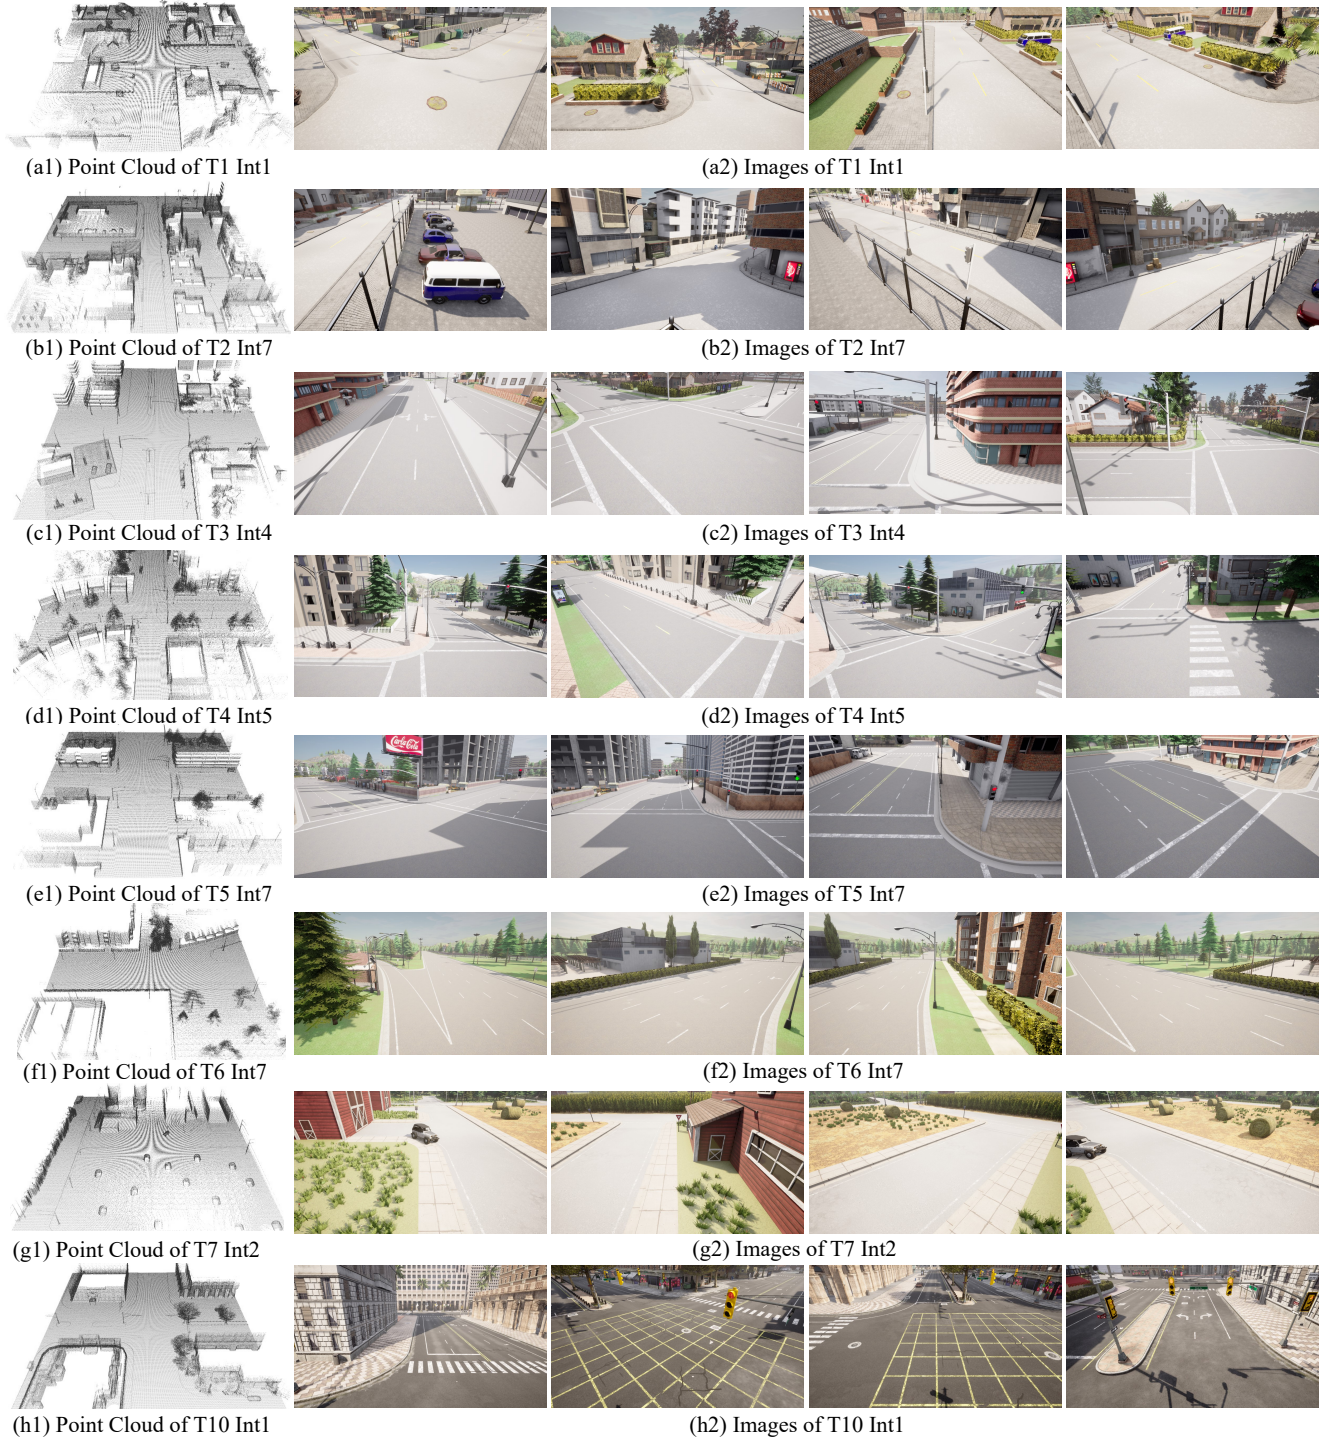 (a1) Point Cloud of T1 Int1
(a2) Images of T1 Int1
(b1) Point Cloud of T2 Int7
(b2) Images of T2 Int7
(c1) Point Cloud of T3 Int4
(c2) Images of T3 Int4
(d1) Point Cloud of T4 Int5
(d2) Images of T4 Int5
(e1) Point Cloud of T5 Int7
(e2) Images of T5 Int7
(f1) Point Cloud of T6 Int7
(f2) Images of T6 Int7
(g1) Point Cloud of T7 Int2
(g2) Images of T7 Int2
(h1) Point Cloud of T10 Int1
(h2) Images of T10 Int1